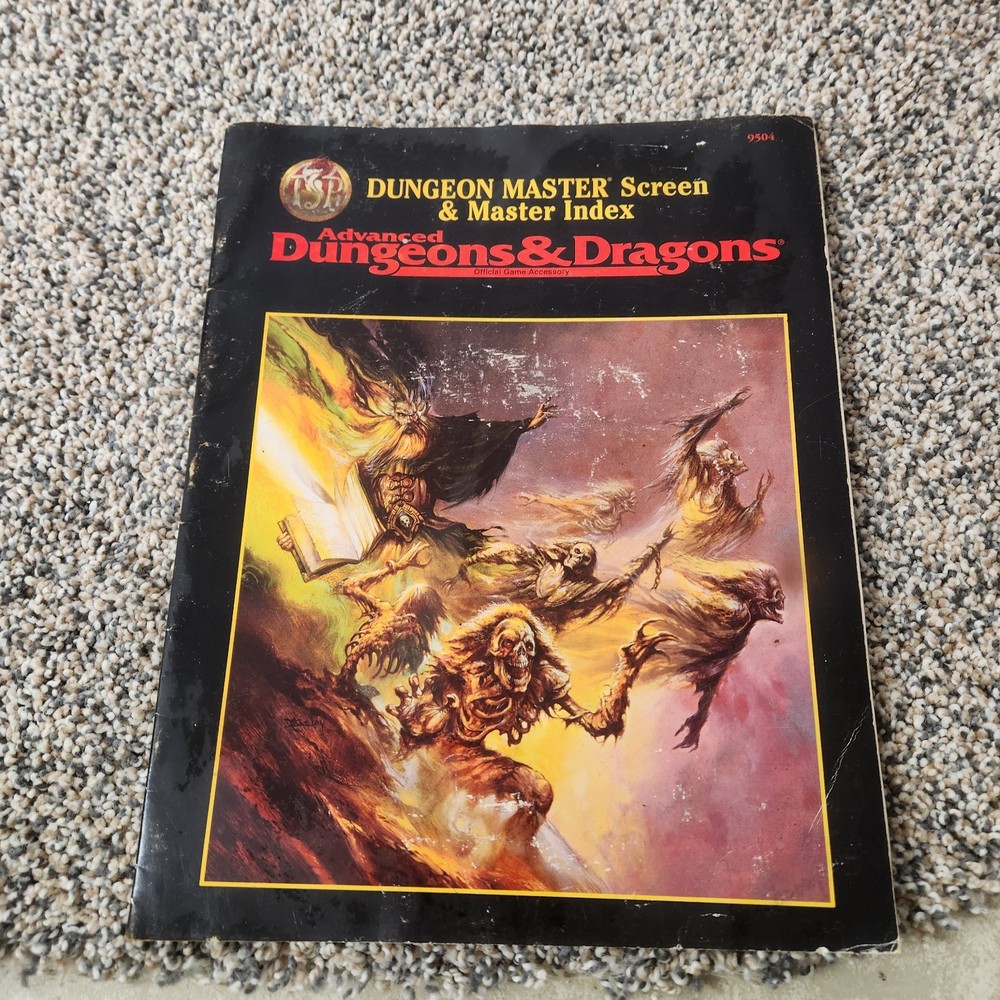 9504
TSR
DUNGEON MASTER® Screen
& Master Index
Advanced
Dungeons&Dragons®
Official Game Accessory